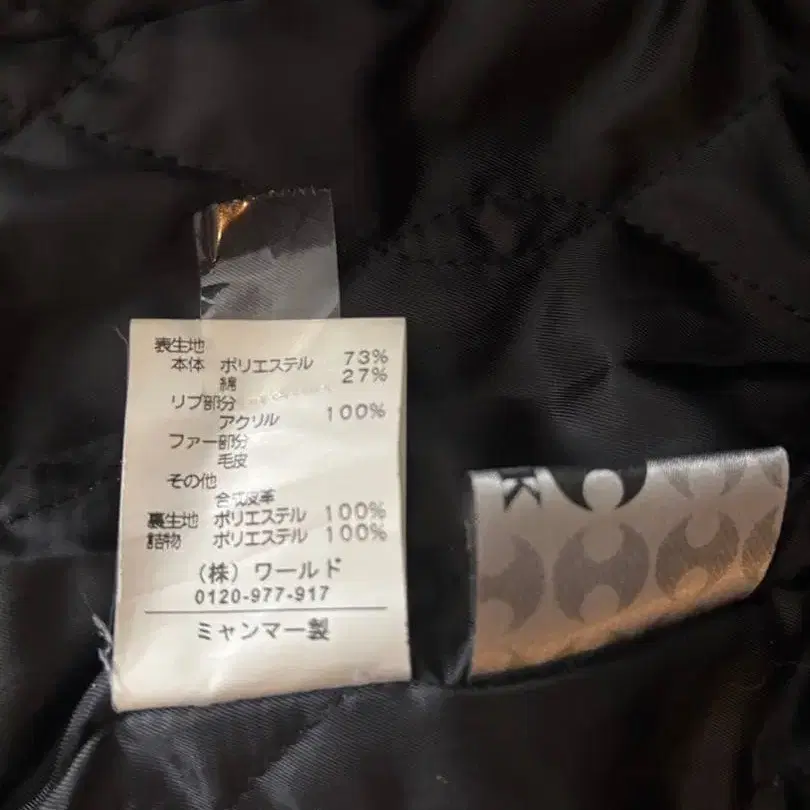 表生地
本体 ポリエステル 73%
綿 27%
リブ部分
アクリル 100%
ファー部分
毛皮
その他
合成皮革
裏生地 ポリエステル 100%
詰物 ポリエステル 100%
(株) ワールド
0120-977-917
ミャンマー製
K